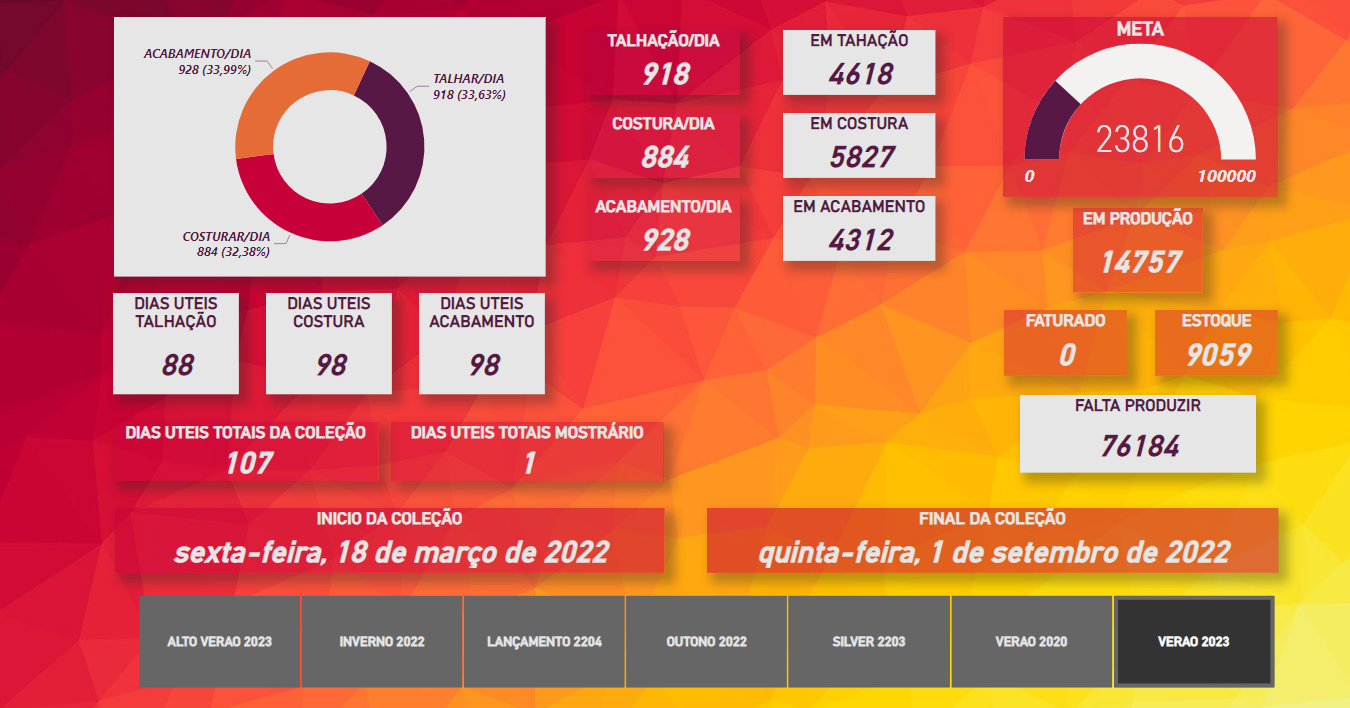 ACABAMENTO/DIA
928 (33,99%)
TALHAR/DIA
918 (33,63%)
COSTURAR/DIA
884 (32,38%)
TALHAÇÃO/DIA
918
EM TAHAÇÃO
4618
COSTURA/DIA
884
EM COSTURA
5827
ACABAMENTO/DIA
928
EM ACABAMENTO
4312
META
23816
0
100000
EM PRODUÇÃO
14757
FATURADO
0
ESTOQUE
9059
FALTA PRODUZIR
76184
DIAS UTEIS
TALHAÇÃO
88
DIAS UTEIS
COSTURA
98
DIAS UTEIS
ACABAMENTO
98
DIAS UTEIS TOTAIS DA COLEÇÃO
107
DIAS UTEIS TOTAIS MOSTRÁRIO
1
INICIO DA COLEÇÃO
sexta-feira, 18 de março de 2022
FINAL DA COLEÇÃO
quinta-feira, 1 de setembro de 2022
ALTO VERAO 2023
INVERNO 2022
LANÇAMENTO 2204
OUTONO 2022
SILVER 2203
VERAO 2020
VERAO 2023